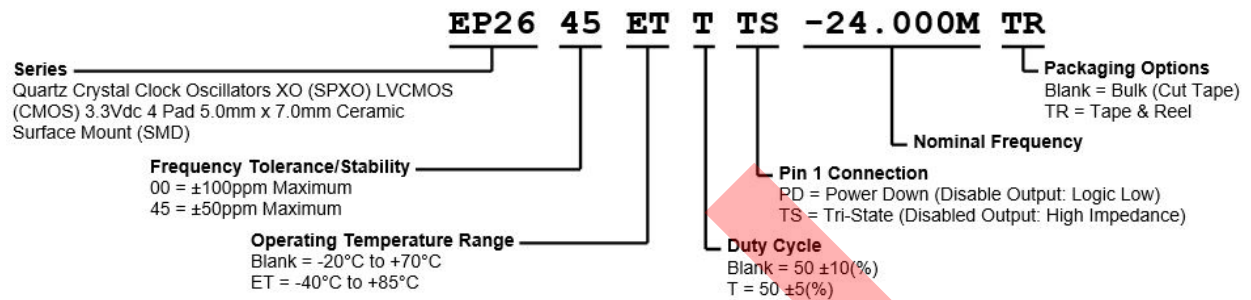 EP26 45 ET T TS -24.000M TR
Series
Quartz Crystal Clock Oscillators XO (SPXO) LVCMOS
(CMOS) 3.3Vdc 4 Pad 5.0mm x 7.0mm Ceramic
Surface Mount (SMD)
Packaging Options
Blank = Bulk (Cut Tape)
TR = Tape & Reel
Nominal Frequency
Frequency Tolerance/Stability
00 = ±100ppm Maximum
45 = ±50ppm Maximum
Pin 1 Connection
PD = Power Down (Disable Output: Logic Low)
TS = Tri-State (Disabled Output: High Impedance)
Operating Temperature Range
Blank = -20°C to +70°C
ET = -40°C to +85°C
Duty Cycle
Blank = 50 ±10(%)
T = 50 ±5(%)